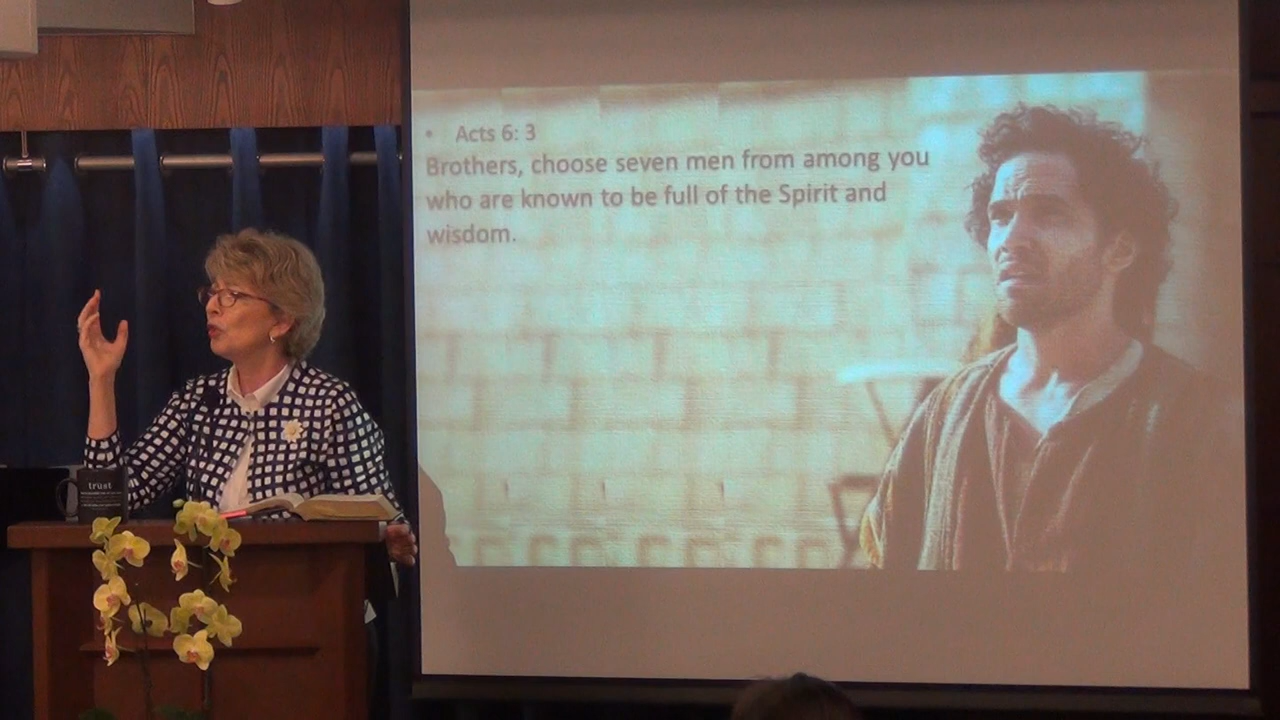 • Acts 6: 3
Brothers, choose seven men from among you
who are known to be full of the Spirit and
wisdom.
trust